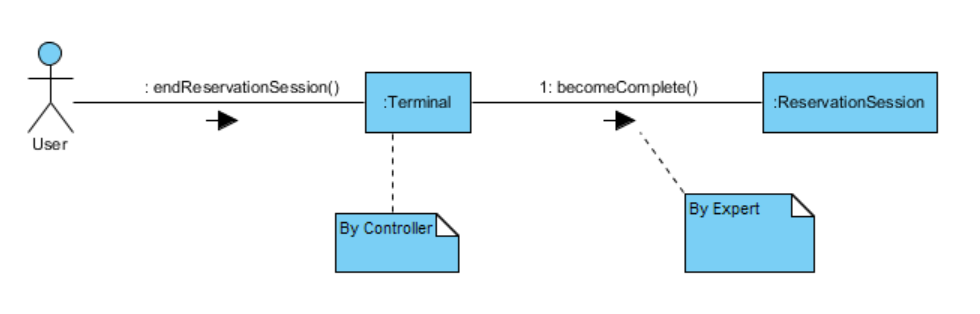 : endReservationSession()
1: becomeComplete()
:Terminal
:ReservationSession
User
By Controller
By Expert